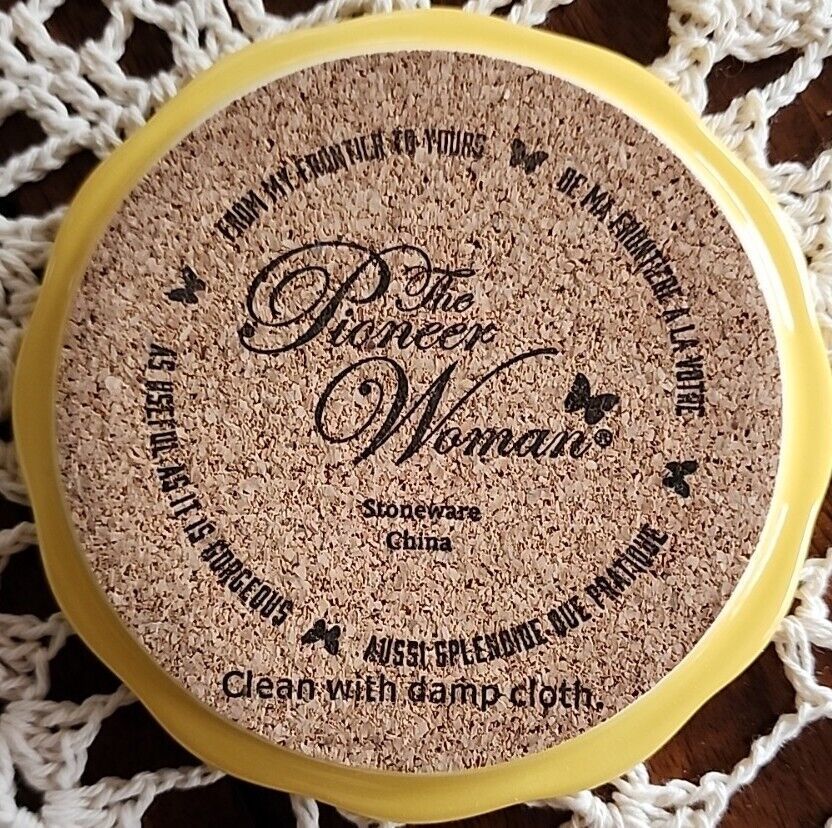 FROM MY FRONTIER TO YOURS
DE MA FRONTIÈRE À LA VÔTRE
The
Pioneer
Woman®
Stoneware
China
AS USEFUL AS IT IS GORGEOUS
AUSSI SPLENDIDE QUE PRATIQUE
Clean with damp cloth.